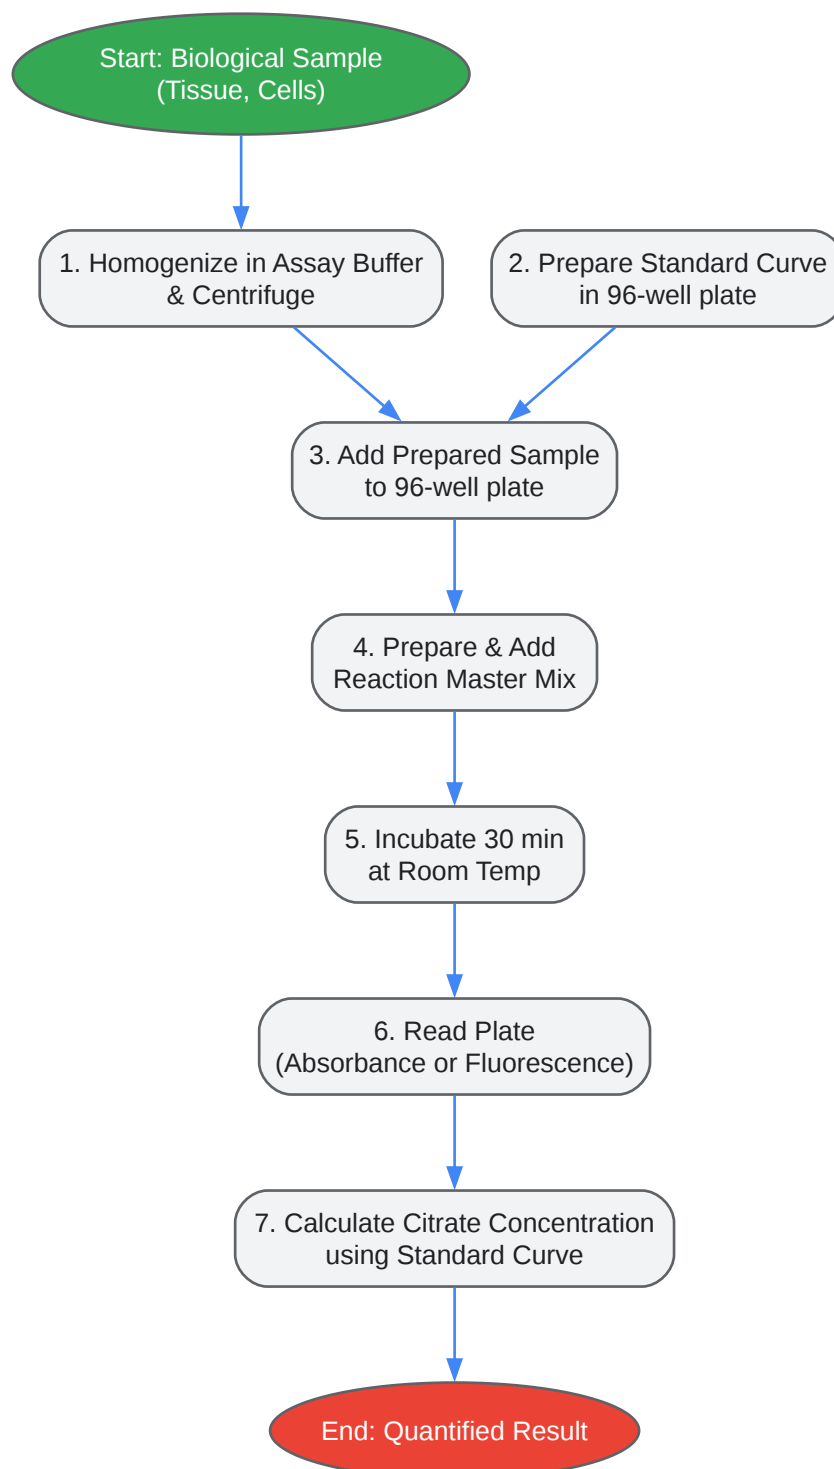 Start: Biological Sample
(Tissue, Cells)
1. Homogenize in Assay Buffer
& Centrifuge
2. Prepare Standard Curve
in 96-well plate
3. Add Prepared Sample
to 96-well plate
4. Prepare & Add
Reaction Master Mix
5. Incubate 30 min
at Room Temp
6. Read Plate
(Absorbance or Fluorescence)
7. Calculate Citrate Concentration
using Standard Curve
End: Quantified Result